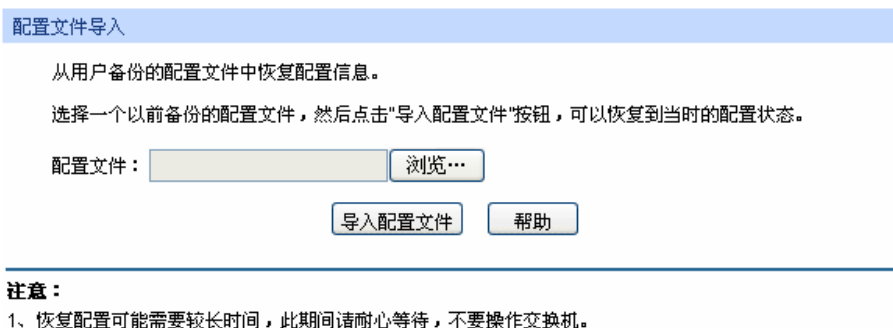 配置文件导入
从用户备份的配置文件中恢复配置信息。
选择一个以前备份的配置文件，然后点击"导入配置文件"按钮，可以恢复到当时的配置状态。
配置文件： 浏览…
导入配置文件 帮助
注意：
1、恢复配置可能需要较长时间，此期间请耐心等待，不要操作交换机。